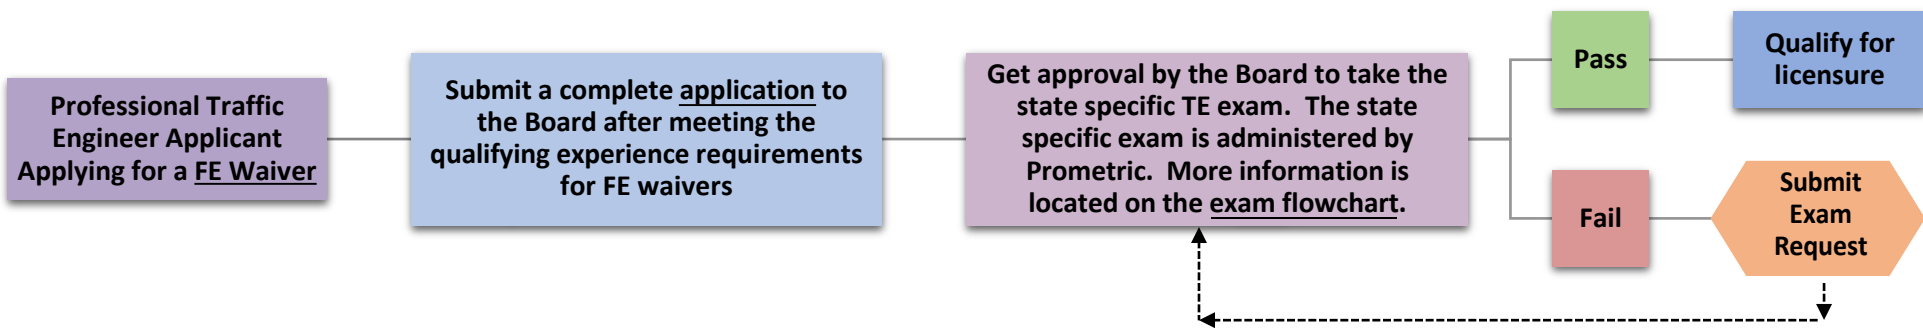 Professional Traffic
Engineer Applicant
Applying for a FE Waiver
Submit a complete application to
the Board after meeting the
qualifying experience requirements
for FE waivers
Get approval by the Board to take the
state specific TE exam.  The state
specific exam is administered by
Prometric.  More information is
located on the exam flowchart.
Pass
Qualify for
licensure
Fail
Submit
Exam
Request